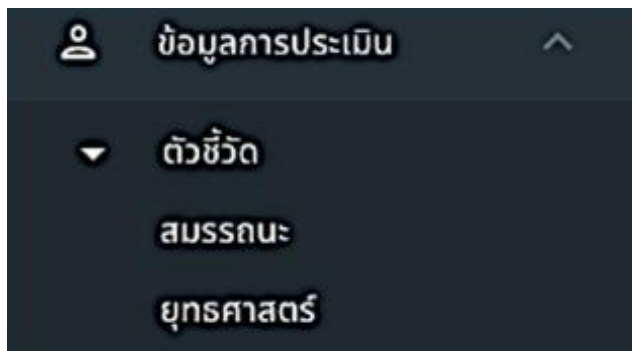 ข้อมูลการประเมิน
ตัวชี้วัด
สมรรถนะ
ยุทธศาสตร์